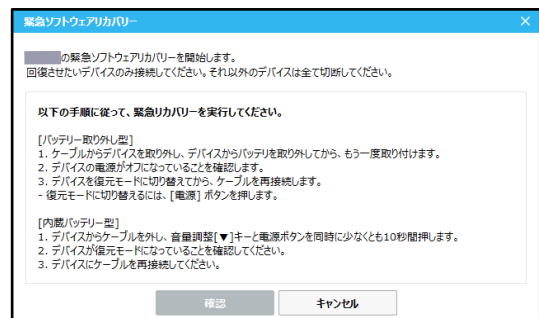 緊急ソフトウェアリカバリー
の緊急ソフトウェアリカバリーを開始します。
回復させたいデバイスのみ接続してください。それ以外のデバイスは全て切断してください。
以下の手順に従って、緊急リカバリーを実行してください。
[バッテリー取り外し型]
1. ケーブルからデバイスを取り外し、デバイスからバッテリを取り外してから、もう一度取り付けます。
2. デバイスの電源がオフになっていることを確認します。
3. デバイスを復元モードに切り替えてから、ケーブルを再接続します。
- 復元モードに切り替えるには、[電源] ボタンを押します。
[内蔵バッテリー型]
1. デバイスからケーブルを外し、音量調整[▼]キーと電源ボタンを同時に少なくとも10秒間押します。
2. デバイスが復元モードになっていることを確認してください。
3. デバイスにケーブルを再接続してください。
確認 キャンセル